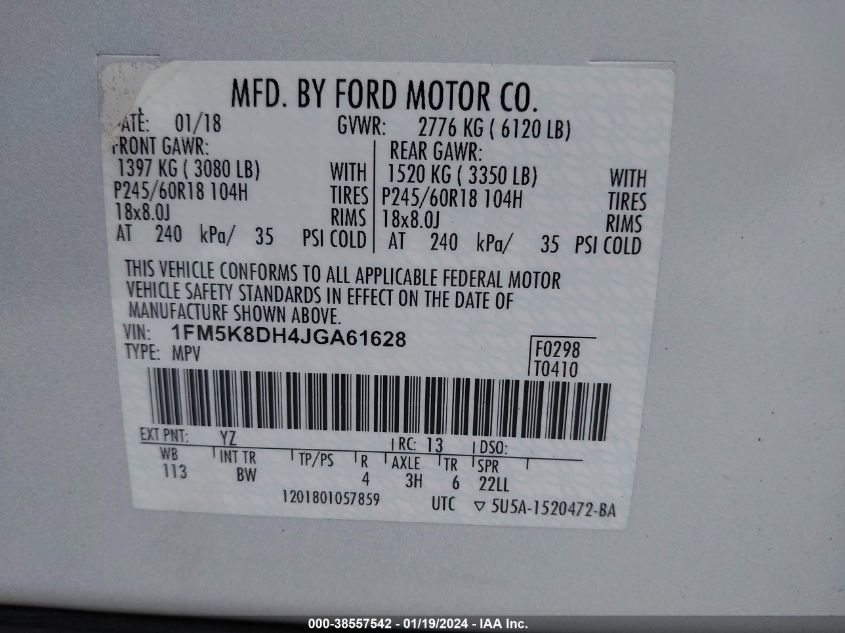 MFD. BY FORD MOTOR CO.
ATE: 01/18 GVWR: 2776 KG ( 6120 LB)
FRONT GAWR: REAR GAWR:
1397 KG ( 3080 LB) WITH 1520 KG ( 3350 LB) WITH
P245/60R18 104H TIRES P245/60R18 104H TIRES
18x8.0J RIMS 18x8.0J RIMS
AT 240 kPa/ 35 PSI COLD AT 240 kPa/ 35 PSI COLD
THIS VEHICLE CONFORMS TO ALL APPLICABLE FEDERAL MOTOR
VEHICLE SAFETY STANDARDS IN EFFECT ON THE DATE OF
MANUFACTURE SHOWN ABOVE.
VIN: 1FM5K8DH4JGA61628
TYPE: MPV
F0298
T0410
EXT PNT: YZ RC: 13 DSO:
WB INT TR TP/PS R AXLE TR SPR
113 BW 4 3H 6 22LL
1201801057859 UTC ▽ 5U5A-1520472-BA
000-38557542 - 01/19/2024 - IAA Inc.